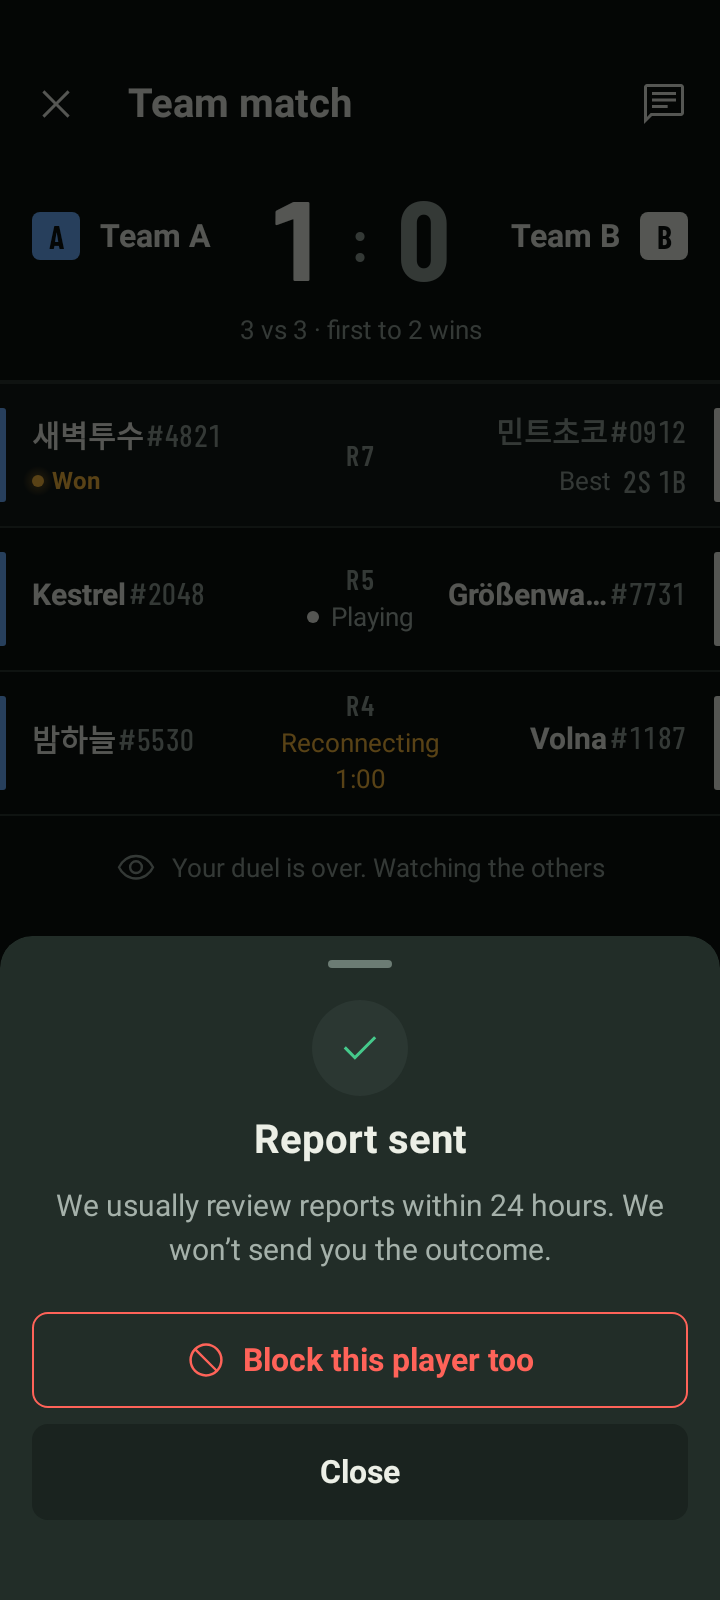 Team match
A Team A 1 : 0 Team B B
3 vs 3 · first to 2 wins
새벽투수#4821
Won
R7
민트초코#0912
Best 2S 1B
Kestrel#2048
R5
Playing
Größenwa...#7731
밤하늘#5530
R4
Reconnecting
1:00
Volna#1187
Your duel is over. Watching the others
Report sent
We usually review reports within 24 hours. We
won’t send you the outcome.
Block this player too
Close